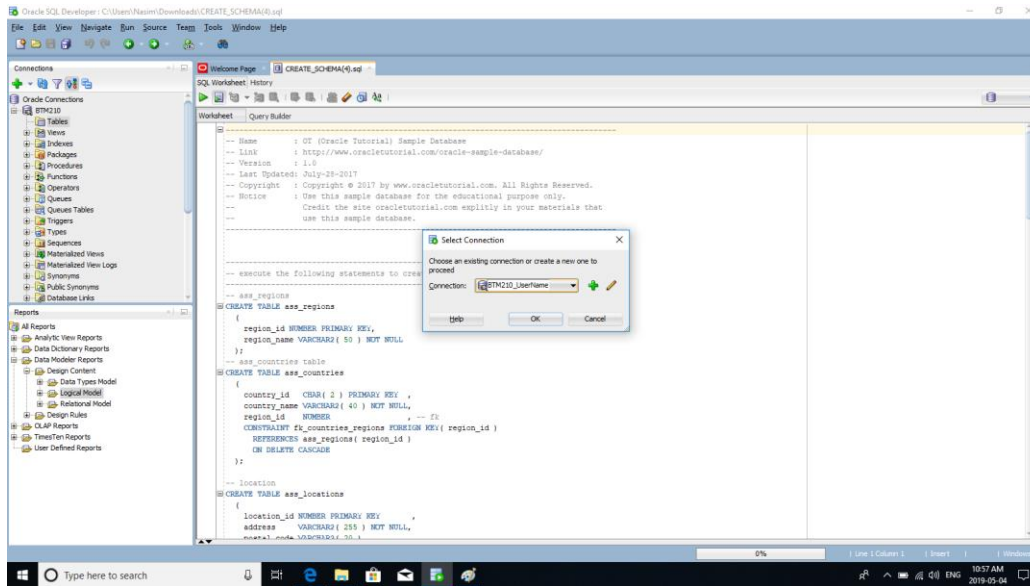 Oracle SQL Developer : C:\Users\Nasim\Downloads\CREATE_SCHEMA(4).sql
File Edit View Navigate Run Source Team Tools Window Help
Connections
Oracle Connections
BTM210
Tables
Views
Indexes
Packages
Procedures
Functions
Operators
Queues
Queues Tables
Triggers
Types
Sequences
Materialized Views
Materialized View Logs
Synonyms
Public Synonyms
Database Links
Reports
All Reports
Analytic View Reports
Data Dictionary Reports
Data Modeler Reports
Design Content
Data Types Model
Logical Model
Relational Model
Design Rules
OLAP Reports
TimesTen Reports
User Defined Reports
Welcome Page CREATE_SCHEMA(4).sql
SQL Worksheet History
Worksheet Query Builder
--------------------------------------------------------------------------------------
-- Name : OT (Oracle Tutorial) Sample Database
-- Link : http://www.oracletutorial.com/oracle-sample-database/
-- Version : 1.0
-- Last Updated: July-28-2017
-- Copyright : Copyright © 2017 by www.oracletutorial.com. All Rights Reserved.
-- Notice : Use this sample database for the educational purpose only.
-- Credit the site oracletutorial.com explitly in your materials that
-- use this sample database.
--------------------------------------------------------------------------------------
-- execute the following statements to
-- ass_regions
CREATE TABLE ass_regions
(
region_id NUMBER PRIMARY KEY,
region_name VARCHAR2( 50 ) NOT NULL
);
-- ass_countries table
CREATE TABLE ass_countries
(
country_id CHAR( 2 ) PRIMARY KEY ,
country_name VARCHAR2( 40 ) NOT NULL,
region_id NUMBER , -- fk
CONSTRAINT fk_countries_regions FOREIGN KEY( region_id )
REFERENCES ass_regions( region_id )
ON DELETE CASCADE
);
-- location
CREATE TABLE ass_locations
(
location_id NUMBER PRIMARY KEY ,
address VARCHAR2( 255 ) NOT NULL,
postal_code VARCHAR2( 20 )
Select Connection
Choose an existing connection or create a new one to
proceed
Connection: BTM210_UserName
Help OK Cancel
0% Line 1 Column 1 Insert Windows
Type here to search
ENG 10:57 AM
2019-05-04